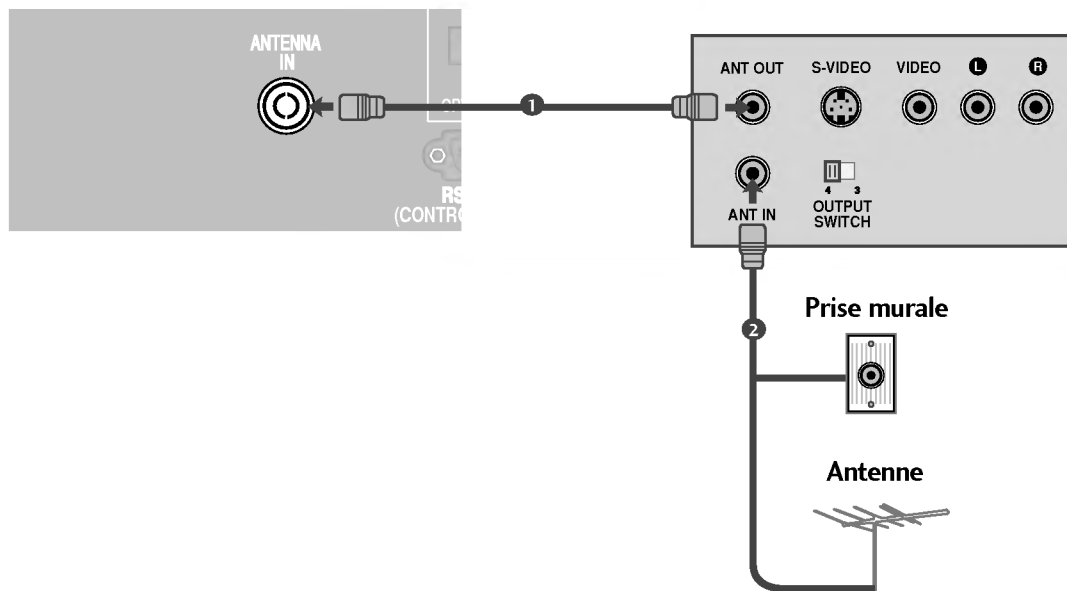 ANTENNA
IN
RS
(CONTRO
1
ANT OUT S-VIDEO VIDEO L R
4 3
ANT IN
OUTPUT
SWITCH
2
Prise murale
Antenne